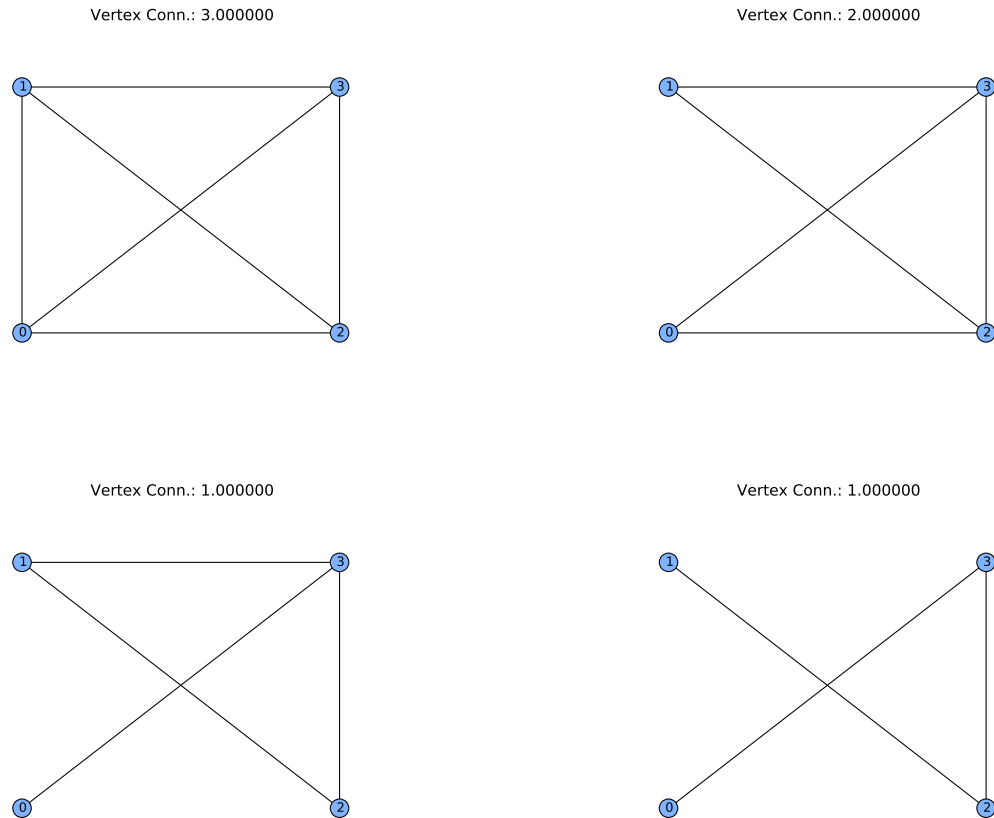 Vertex Conn.: 3.000000
Vertex Conn.: 2.000000
1 3
1 3
0 2
0 2
Vertex Conn.: 1.000000
Vertex Conn.: 1.000000
1 3
1 3
0 2
0 2